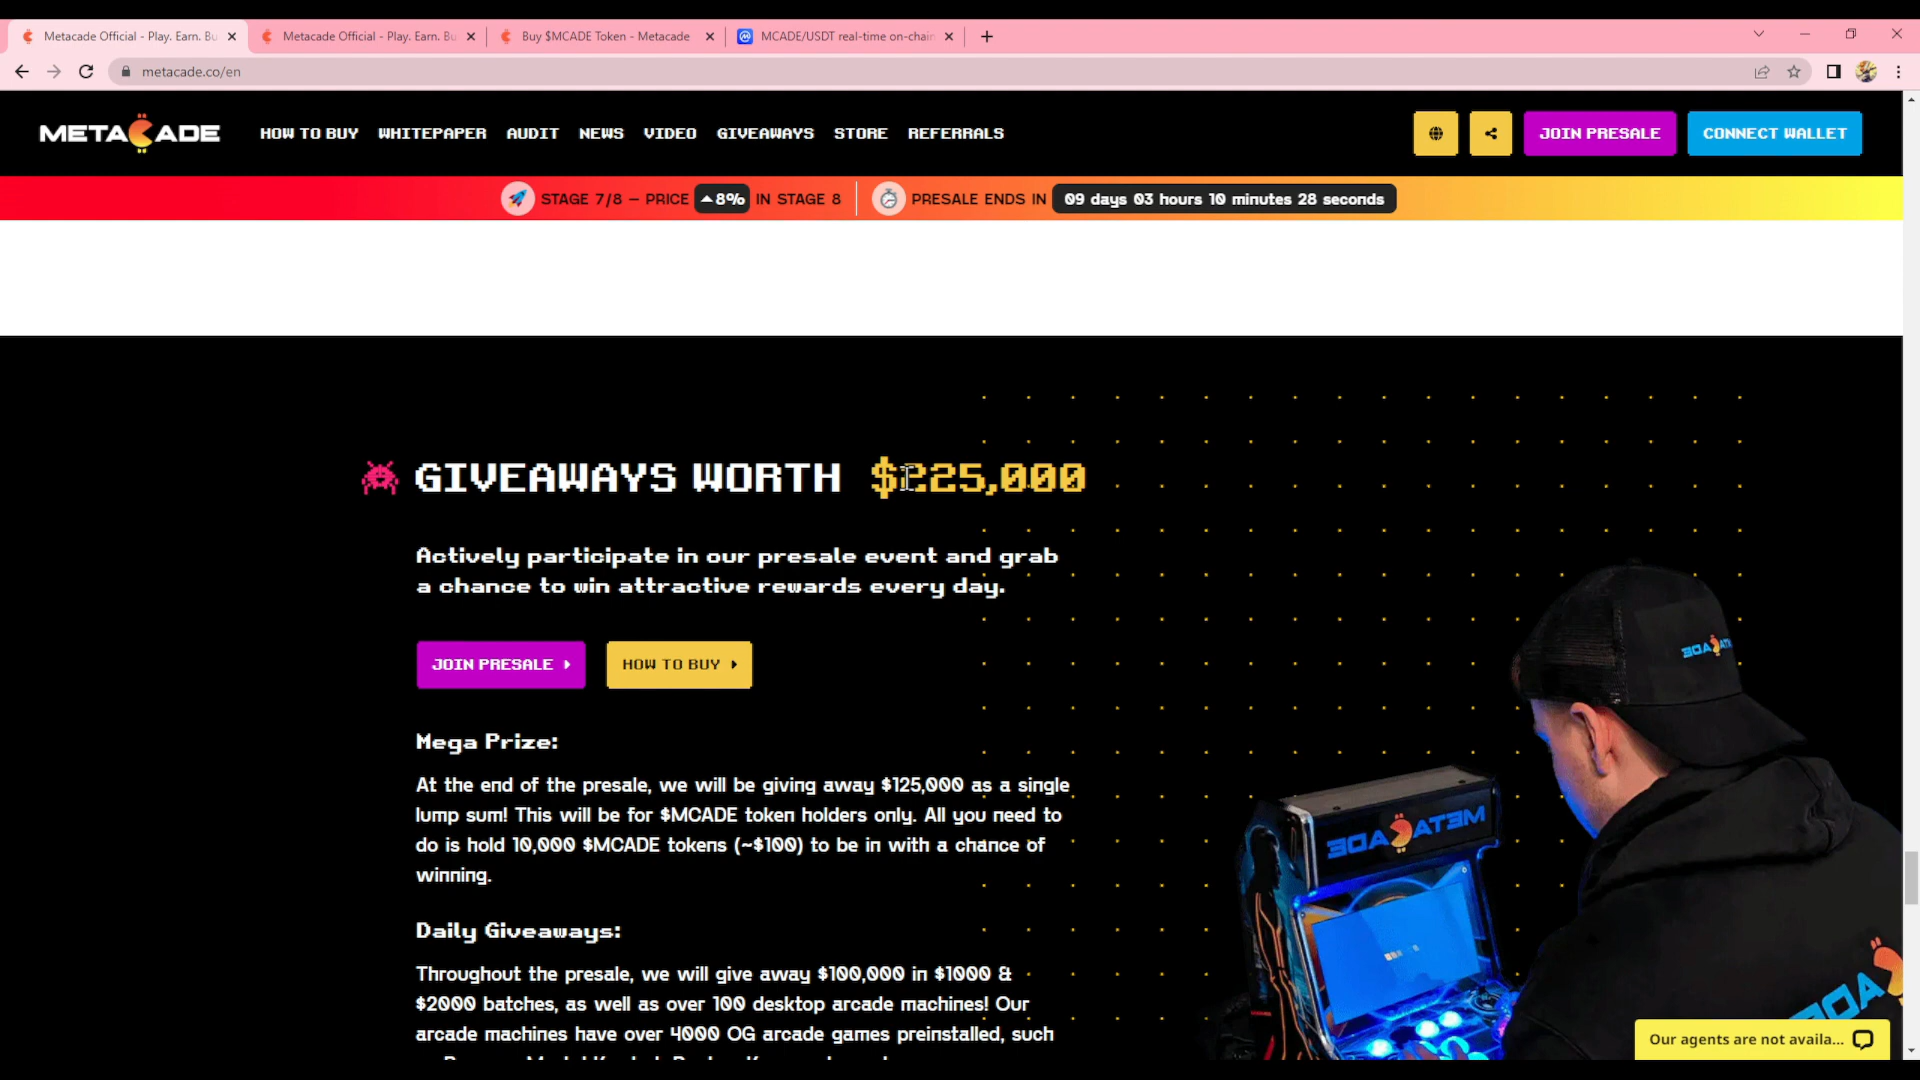 Metacade Official - Play. Earn. Bu
Metacade Official - Play. Earn. Bu
Buy $MCADE Token - Metacade
MCADE/USDT real-time on-chain
metacade.co/en
METACADE
HOW TO BUY
WHITEPAPER
AUDIT
NEWS
VIDEO
GIVEAWAYS
STORE
REFERRALS
JOIN PRESALE
CONNECT WALLET
STAGE 7/8 – PRICE ▲8% IN STAGE 8
PRESALE ENDS IN 09 days 03 hours 10 minutes 28 seconds
GIVEAWAYS WORTH $225,000
Actively participate in our presale event and grab
a chance to win attractive rewards every day.
JOIN PRESALE
HOW TO BUY
Mega Prize:
At the end of the presale, we will be giving away $125,000 as a single
lump sum! This will be for $MCADE token holders only. All you need to
do is hold 10,000 $MCADE tokens (~$100) to be in with a chance of
winning.
Daily Giveaways:
Throughout the presale, we will give away $100,000 in $1000 &
$2000 batches, as well as over 100 desktop arcade machines! Our
arcade machines have over 4000 OG arcade games preinstalled, such
METACADE
Our agents are not availa...